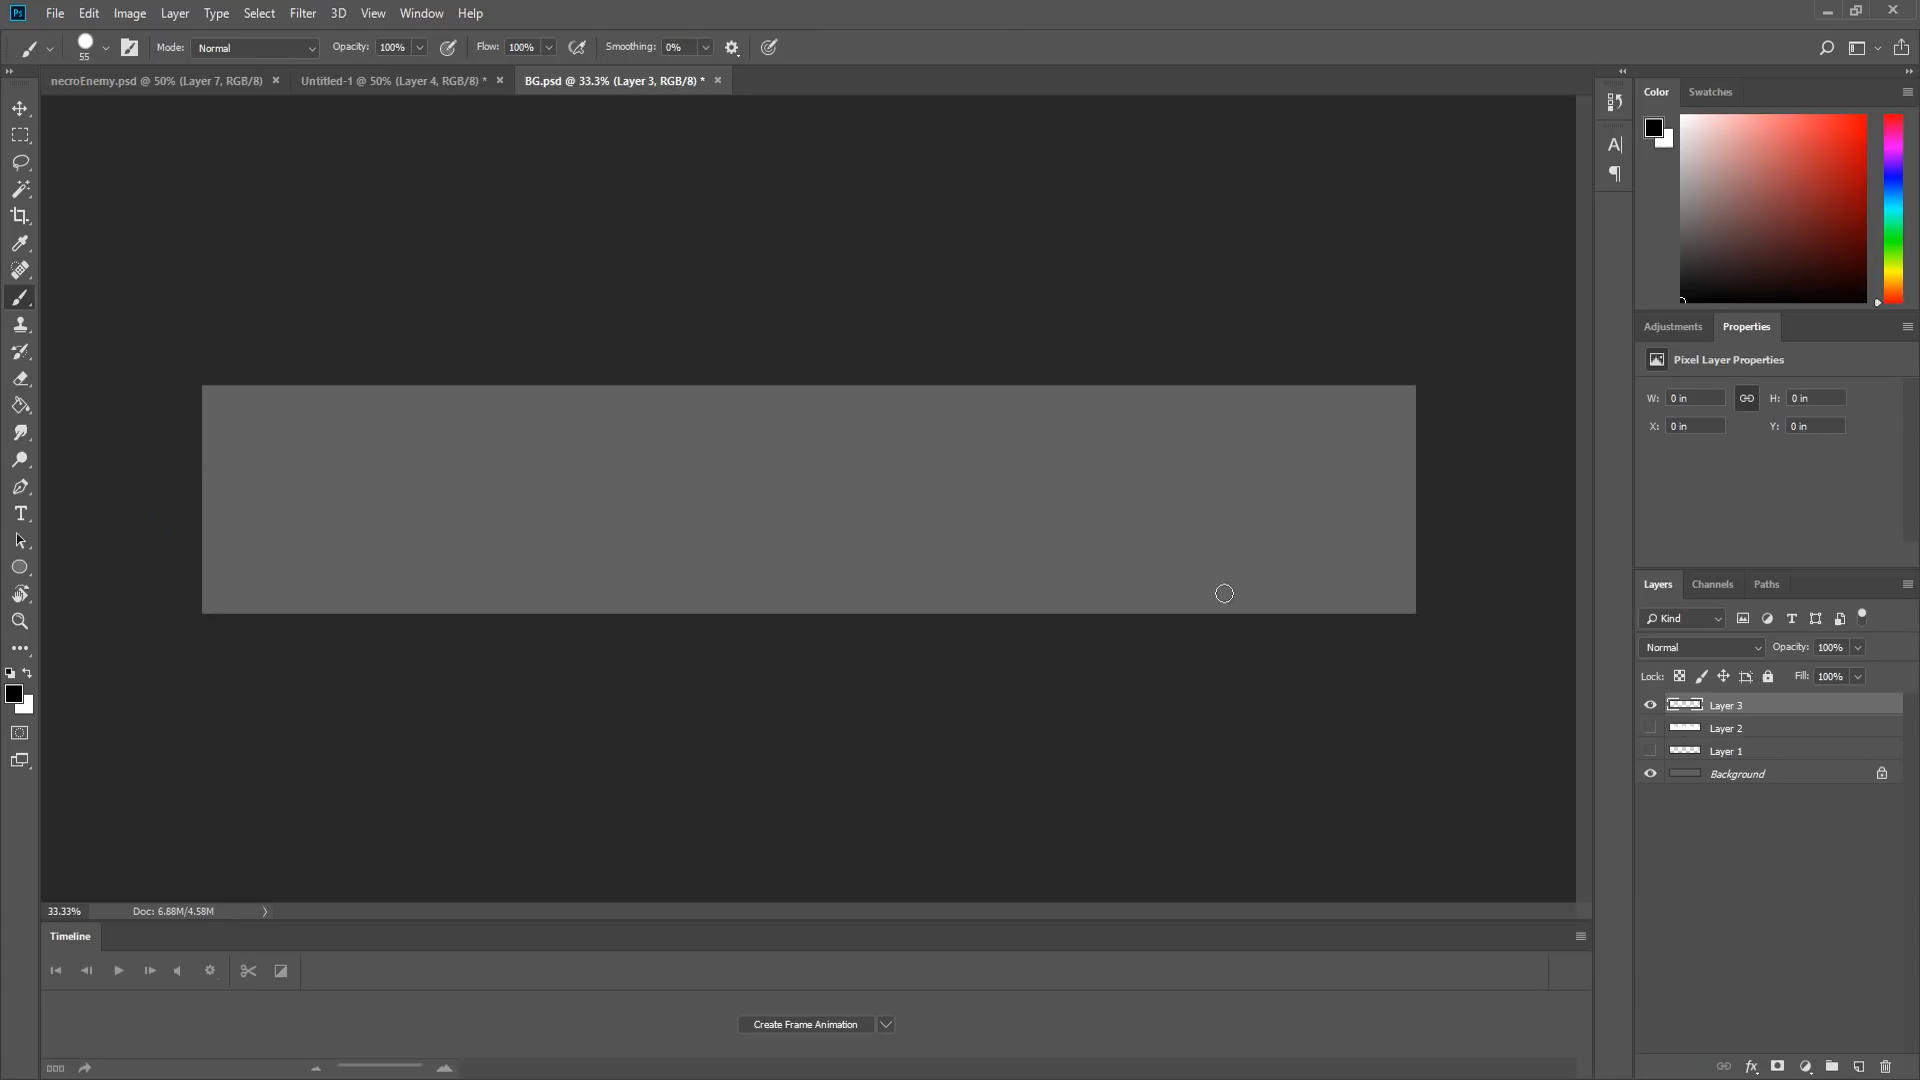 Ps File Edit Image Layer Type Select Filter 3D View Window Help
55 Mode: Normal Opacity: 100% Flow: 100% Smoothing: 0%
necroEnemy.psd @ 50% (Layer 7, RGB/8) Untitled-1 @ 50% (Layer 4, RGB/8) * BG.psd @ 33.3% (Layer 3, RGB/8) *
Color Swatches
Adjustments Properties
Pixel Layer Properties
W: 0 in H: 0 in
X: 0 in Y: 0 in
Layers Channels Paths
Kind
Normal Opacity: 100%
Lock: Fill: 100%
Layer 3
Layer 2
Layer 1
Background
33.33% Doc: 6.88M/4.58M
Timeline
Create Frame Animation